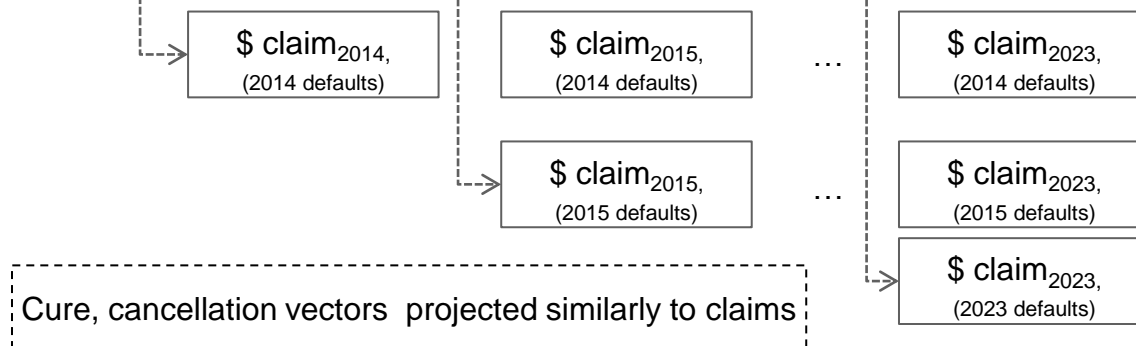 $ claim2014,
(2014 defaults)
$ claim2015,
(2014 defaults)
...
$ claim2023,
(2014 defaults)
$ claim2015,
(2015 defaults)
...
$ claim2023,
(2015 defaults)
$ claim2023,
(2023 defaults)
Cure, cancellation vectors projected similarly to claims